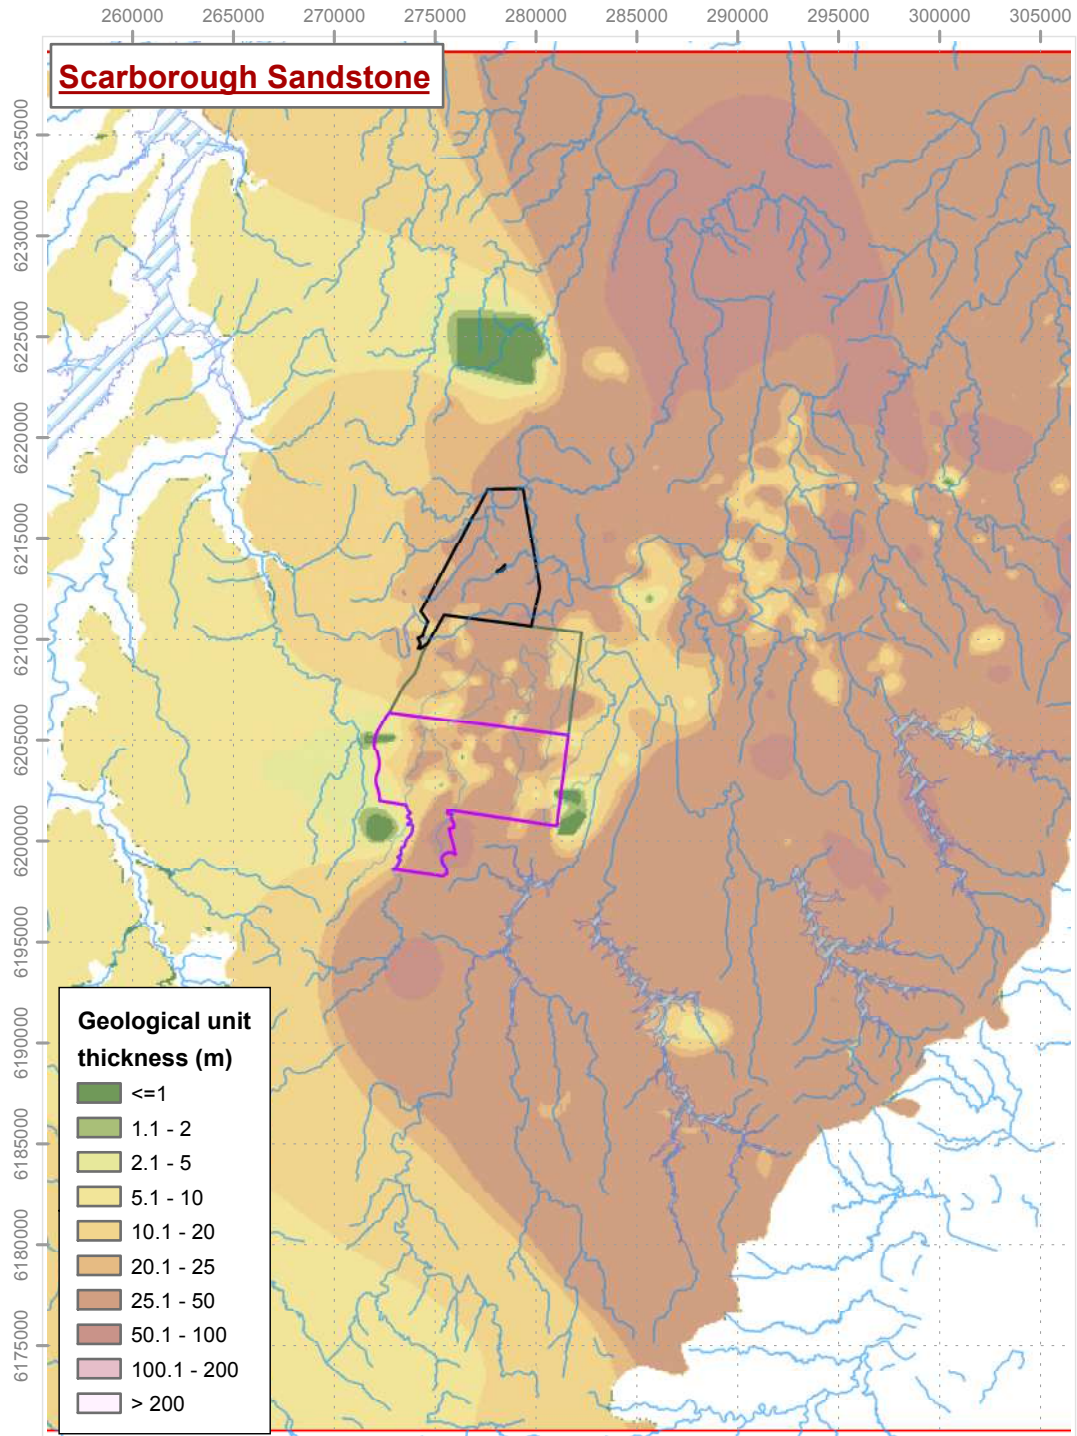 260000 265000 270000 275000 280000 285000 290000 295000 300000 305000
Scarborough Sandstone
6235000
6230000
6225000
6220000
6215000
6210000
6205000
6200000
6195000
6190000
6185000
6180000
6175000
Geological unit
thickness (m)
<=1
1.1 - 2
2.1 - 5
5.1 - 10
10.1 - 20
20.1 - 25
25.1 - 50
50.1 - 100
100.1 - 200
> 200